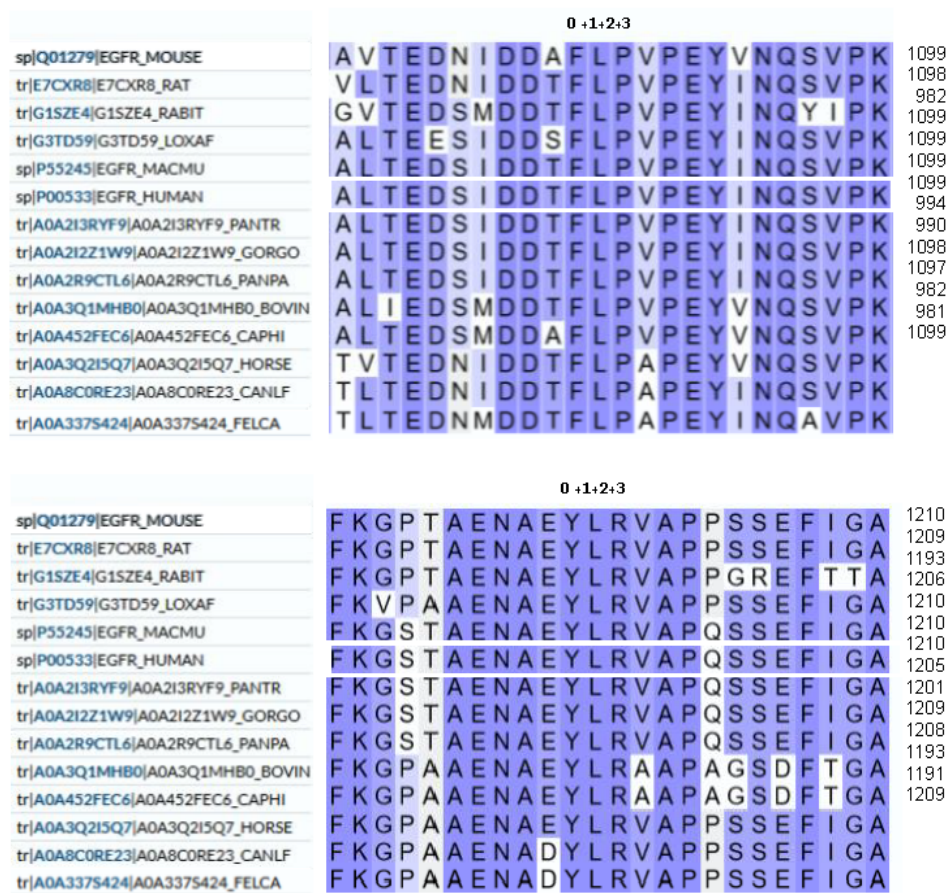 0 +1+2+3
sp|Q01279|EGFR_MOUSE AVTEDNIDDAFLPVPEYVNQSVPK 1099
tr|E7CXR8|E7CXR8_RAT VLTEDNIDDTFLPVPEYINQSVPK 1098
tr|G1SZE4|G1SZE4_RABIT GVTEDSMDDTFLPVPEYINQYIPK 982
tr|G3TD59|G3TD59_LOXAF ALTEESIDDSFLPVPEYINQSVPK 1099
sp|P55245|EGFR_MACMU ALTEDSIDDTFLPVPEYINQSVPK 1099
sp|P00533|EGFR_HUMAN ALTEDSIDDTFLPVPEYINQSVPK 1099
tr|A0A2I3RYF9|A0A2I3RYF9_PANTR ALTEDSIDDTFLPVPEYINQSVPK 1099
tr|A0A2I2Z1W9|A0A2I2Z1W9_GORGO ALTEDSIDDTFLPVPEYINQSVPK 994
tr|A0A2R9CTL6|A0A2R9CTL6_PANPA ALTEDSIDDTFLPVPEYINQSVPK 990
tr|A0A3Q1MHB0|A0A3Q1MHB0_BOVIN ALIEDSMDDTFLPVPEYVNQSVPK 1098
tr|A0A452FEC6|A0A452FEC6_CAPHI ALTEDSMDDAFLPVPEYVNQSVPK 1097
tr|A0A3Q2I5Q7|A0A3Q2I5Q7_HORSE TVTEDNIDDTFLPAPEYVNQSVPK 982
tr|A0A8C0RE23|A0A8C0RE23_CANLF TLTEDNIDDTFLPAPEYINQSVPK 981
tr|A0A337S424|A0A337S424_FELCA TLTEDNMDDTFLPAPEYINQAVPK 1099
0 +1+2+3
sp|Q01279|EGFR_MOUSE FKGPTAENAEYLRVAPPSSEFIGA 1210
tr|E7CXR8|E7CXR8_RAT FKGPTAENAEYLRVAPPSSEFIGA 1209
tr|G1SZE4|G1SZE4_RABIT FKGPTAENAEYLRVAPPGREFTTA 1193
tr|G3TD59|G3TD59_LOXAF FKVPAAENAEYLRVAPPSSEFIGA 1206
sp|P55245|EGFR_MACMU FKGSTAENAEYLRVAPQSSEFIGA 1210
sp|P00533|EGFR_HUMAN FKGSTAENAEYLRVAPQSSEFIGA 1210
tr|A0A2I3RYF9|A0A2I3RYF9_PANTR FKGSTAENAEYLRVAPQSSEFIGA 1210
tr|A0A2I2Z1W9|A0A2I2Z1W9_GORGO FKGSTAENAEYLRVAPQSSEFIGA 1205
tr|A0A2R9CTL6|A0A2R9CTL6_PANPA FKGSTAENAEYLRVAPQSSEFIGA 1201
tr|A0A3Q1MHB0|A0A3Q1MHB0_BOVIN FKGPAAENAEYLRAAPAGSDFTGA 1209
tr|A0A452FEC6|A0A452FEC6_CAPHI FKGPAAENAEYLRAAPAGSDFTGA 1208
tr|A0A3Q2I5Q7|A0A3Q2I5Q7_HORSE FKGPAAENAEYLRVAPPSSEFIGA 1193
tr|A0A8C0RE23|A0A8C0RE23_CANLF FKGPAAENADYLRVAPPSSEFIGA 1191
tr|A0A337S424|A0A337S424_FELCA FKGPAAENADYLRVAPPSSEFIGA 1209